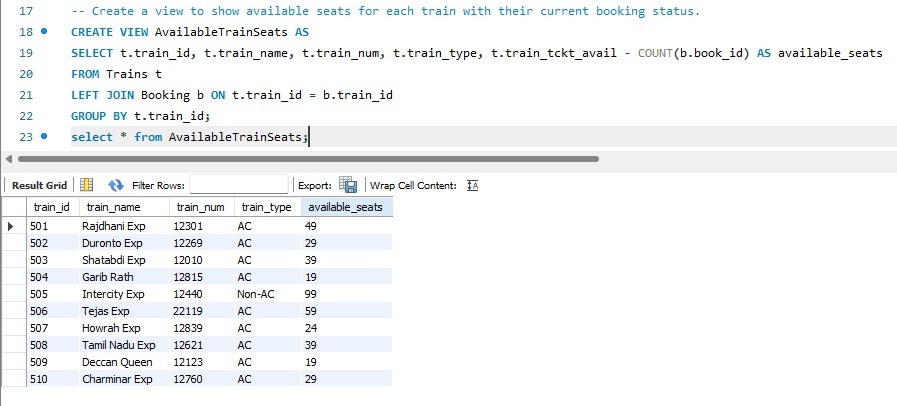 17 -- Create a view to show available seats for each train with their current booking status.
18 CREATE VIEW AvailableTrainSeats AS
19 SELECT t.train_id, t.train_name, t.train_num, t.train_type, t.train_tckt_avail - COUNT(b.book_id) AS available_seats
20 FROM Trains t
21 LEFT JOIN Booking b ON t.train_id = b.train_id
22 GROUP BY t.train_id;
23 select * from AvailableTrainSeats;
Result Grid Filter Rows: Export: Wrap Cell Content:
train_id train_name train_num train_type available_seats
501 Rajdhani Exp 12301 AC 49
502 Duronto Exp 12269 AC 29
503 Shatabdi Exp 12010 AC 39
504 Garib Rath 12815 AC 19
505 Intercity Exp 12440 Non-AC 99
506 Tejas Exp 22119 AC 59
507 Howrah Exp 12839 AC 24
508 Tamil Nadu Exp 12621 AC 39
509 Deccan Queen 12123 AC 19
510 Charminar Exp 12760 AC 29